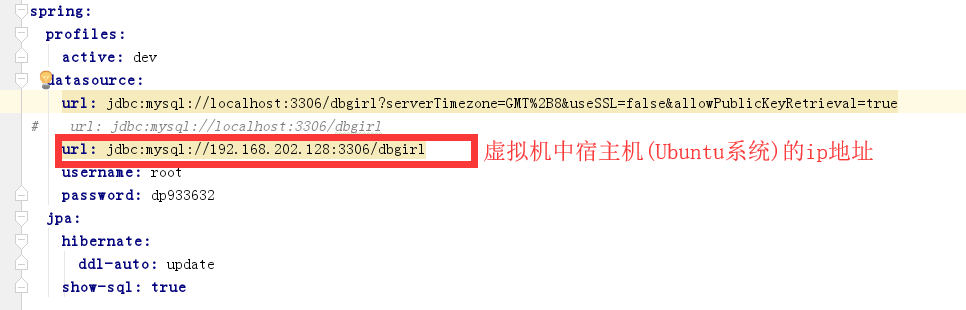 spring:
profiles:
active: dev
datasource:
url: jdbc:mysql://localhost:3306/dbgirl?serverTimezone=GMT%2B8&useSSL=false&allowPublicKeyRetrieval=true
# url: jdbc:mysql://localhost:3306/dbgirl
url: jdbc:mysql://192.168.202.128:3306/dbgirl 虚拟机中宿主机(Ubuntu系统)的ip地址
username: root
password: dp933632
jpa:
hibernate:
ddl-auto: update
show-sql: true